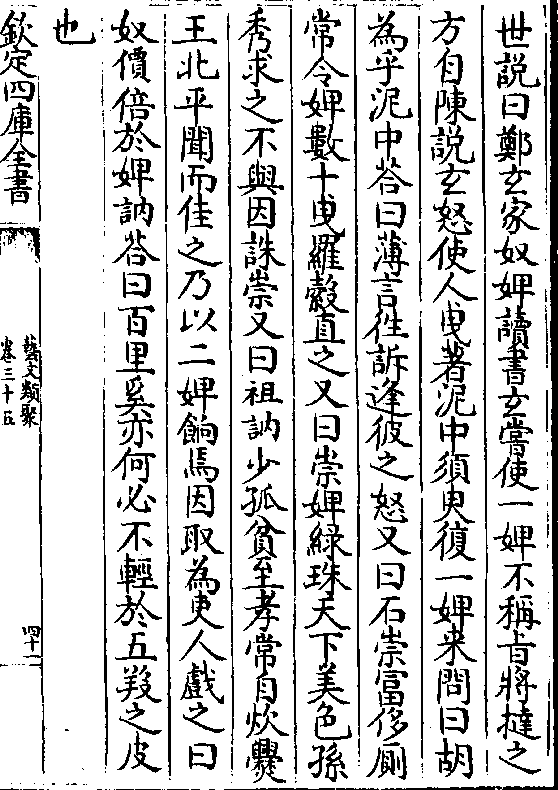 世說曰鄭玄家奴婢讀書玄嘗使一婢不稱旨將撻之
方自陳說玄怒使人曳著泥中須臾復一婢来問曰胡
為乎泥中荅曰薄言徃訴逢彼之怒又曰石崇富侈厠
常令婢數十曳羅縠直之又曰崇婢緑珠天下美色孫
秀求之不與因誅崇又曰祖訥少孤貧至孝常自炊㸑
王北平聞而佳之乃以二婢餉焉因取為吏人戲之曰
奴價倍於婢訥荅曰百里奚亦何必不輕於五羖之皮
也
欽定四庫全書
藝文類聚
卷三十五
四十一